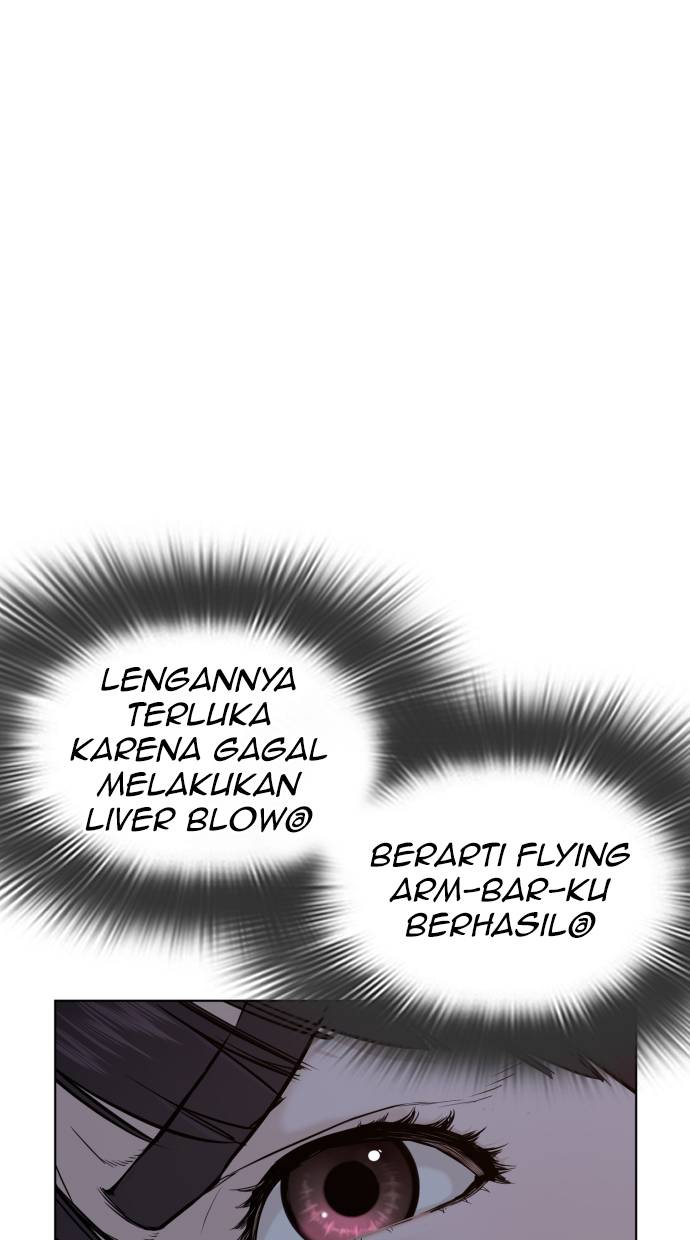 LENGANNYA
TERLUKA
KARENA GAGAL
MELAKUKAN
LIVER BLOW@
BERARTI FLYING
ARM-BAR-KU
BERHASIL@